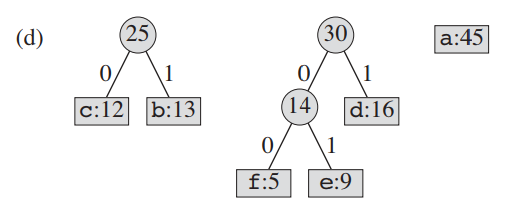 (d) 25 30 a:45
0 1 0 1
c:12 b:13 14 d:16
0 1
f:5 e:9